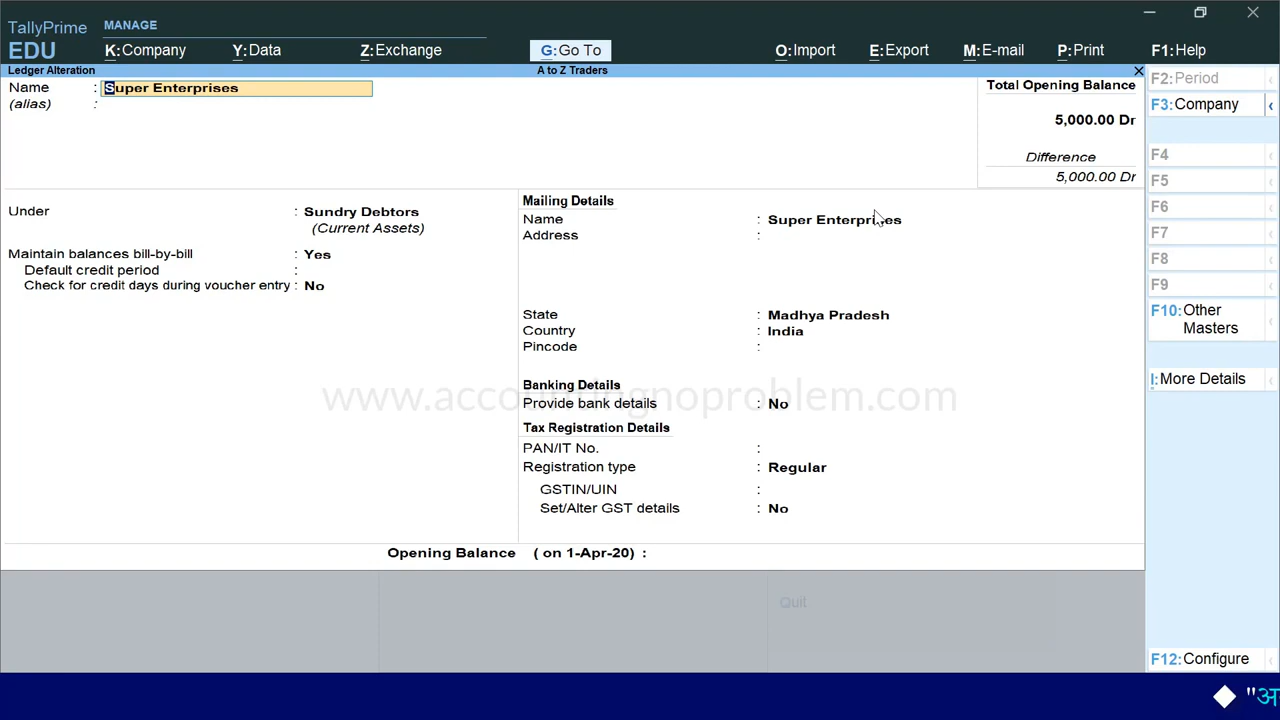 TallyPrime
EDU
MANAGE
K:Company Y:Data Z:Exchange G:Go To O:Import E:Export M:E-mail P:Print F1:Help
Ledger Alteration A to Z Traders
Name : Super Enterprises
(alias) :
Total Opening Balance
5,000.00 Dr
Difference
5,000.00 Dr
Under : Sundry Debtors
(Current Assets)
Maintain balances bill-by-bill : Yes
Default credit period :
Check for credit days during voucher entry : No
Mailing Details
Name : Super Enterprises
Address :
State : Madhya Pradesh
Country : India
Pincode :
Banking Details
Provide bank details : No
Tax Registration Details
PAN/IT No. :
Registration type : Regular
GSTIN/UIN :
Set/Alter GST details : No
Opening Balance ( on 1-Apr-20) :
www.accountingnoproblem.com
Quit
F2:Period
F3:Company
F4
F5
F6
F7
F8
F9
F10:Other
Masters
I:More Details
F12:Configure